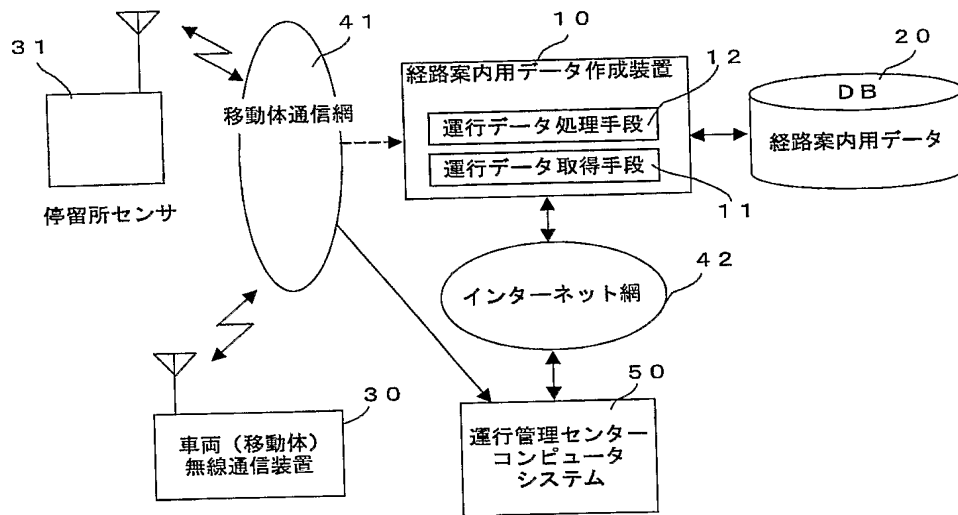 31
停留所センサ
41
移動体通信網
10
経路案内用データ作成装置
12
運行データ処理手段
運行データ取得手段
11
20
DB
経路案内用データ
42
インターネット網
30
車両（移動体）
無線通信装置
50
運行管理センター
コンピュータ
システム